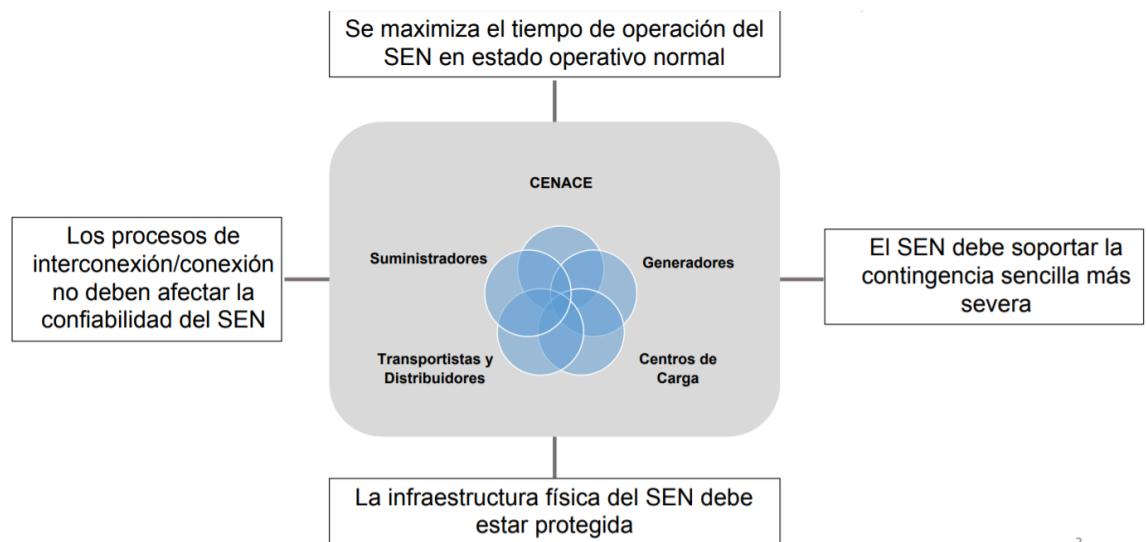 Se maximiza el tiempo de operación del
SEN en estado operativo normal
CENACE
Los procesos de
interconexión/conexión
no deben afectar la
confiabilidad del SEN
Suministradores
Generadores
El SEN debe soportar la
contingencia sencilla más
severa
Transportistas y
Distribuidores
Centros de
Carga
La infraestructura física del SEN debe
estar protegida